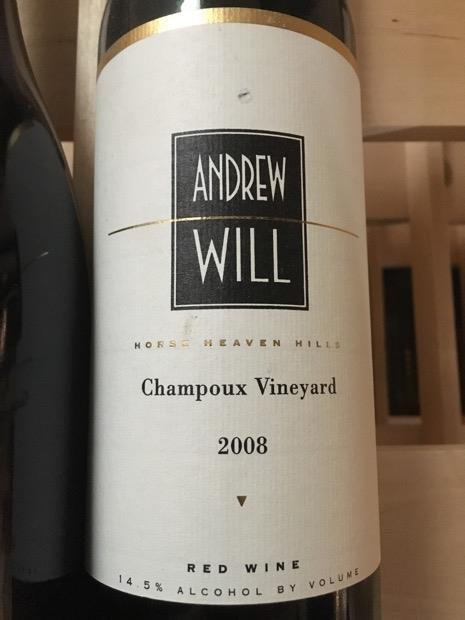 ANDREW
WILL
HORSE HEAVEN HILLS
Champoux Vineyard
2008
RED WINE
14.5% ALCOHOL BY VOLUME